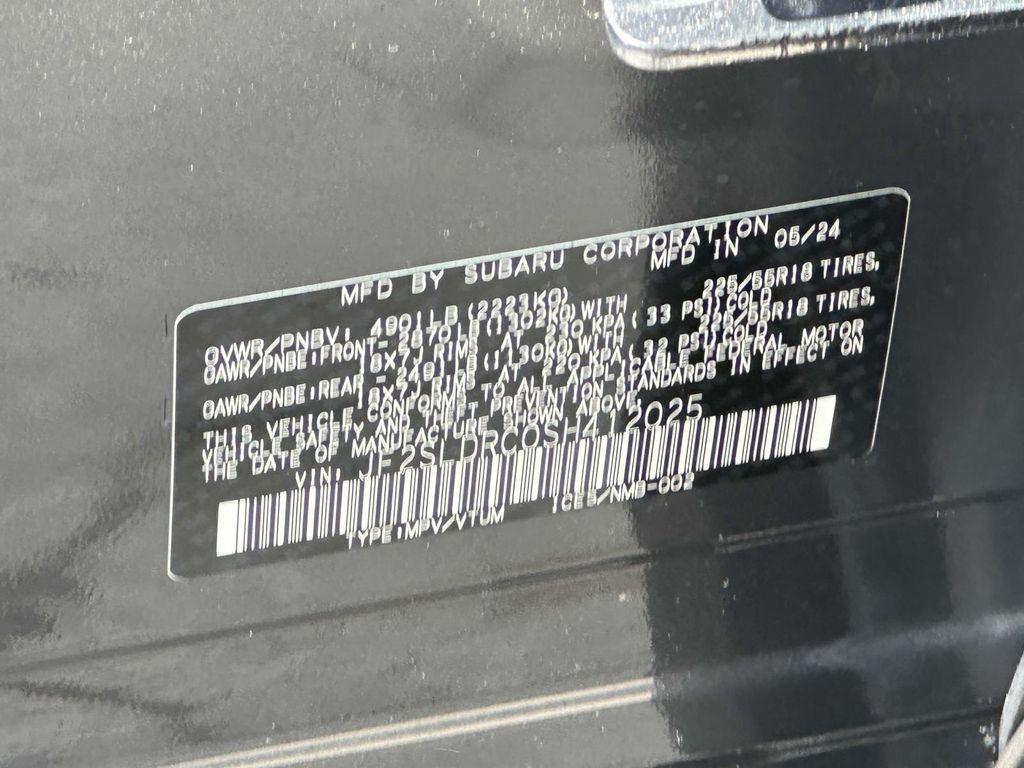 MFD BY SUBARU CORPORATION
MFD IN 05/24
GVWR/PNBV: 4901LB(2223KG)
GAWR/PNBE:FRONT-2870LB(1302KG)WITH 225/55R18 TIRES,
18X7J RIMS AT 230 KPA(33 PSI)COLD
GAWR/PNBE:REAR -2491LB(1130KG)WITH 225/55R18 TIRES,
18X7J RIMS AT 220 KPA(32 PSI)COLD
THIS VEHICLE CONFORMS TO ALL APPLICABLE FEDERAL MOTOR
VEHICLE SAFETY AND THEFT PREVENTION STANDARDS IN EFFECT ON
THE DATE OF MANUFACTURE SHOWN ABOVE.
VIN: JF2SLDRC0SH412025
TYPE:MPV/VTUM